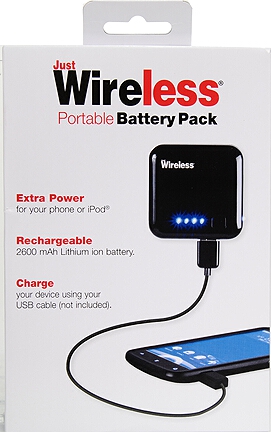 Just
Wireless®
Portable Battery Pack
Wireless
Extra Power
for your phone or iPod®
Rechargeable
2600 mAh Lithium ion battery.
Charge
your device using your
USB cable (not included).